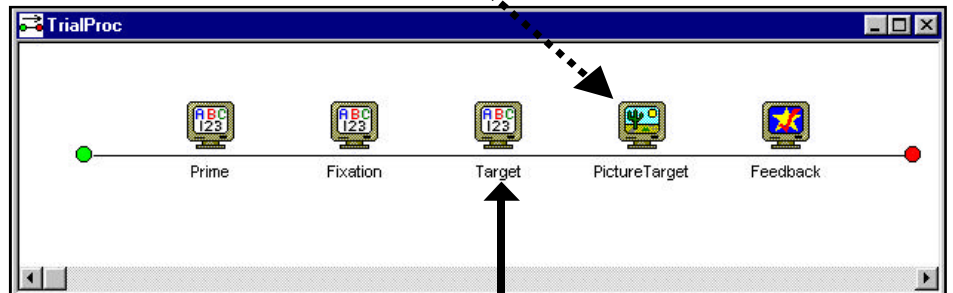 TrialProc
ABC ABC ABC
123 123 123
Prime Fixation Target PictureTarget Feedback